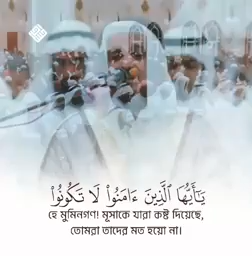 يَـٰٓأَيُّهَا ٱلَّذِينَ ءَامَنُوا۟ لَا تَكُونُوا۟
হে মুমিনগণ! মূসাকে যারা কষ্ট দিয়েছে,
তোমরা তাদের মত হয়ো না।